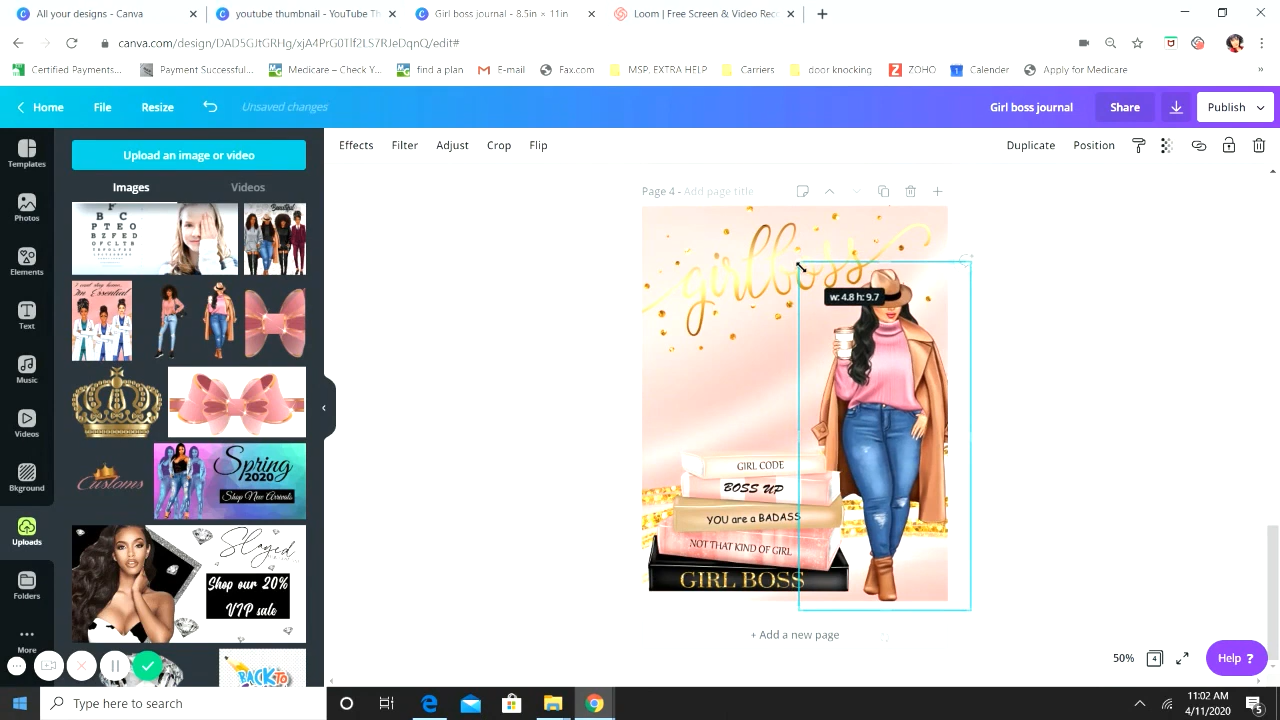 All your designs - Canva
youtube thumbnail - YouTube Th
Girl boss journal - 8.5in × 11in
Loom | Free Screen & Video Reco
canva.com/design/DAD5GJtGRHg/xjA4PrG0Tlf2LS7RJeDqnQ/edit#
Certified Payments...
Payment Successful...
Medicare – Check Y...
find a plan
E-mail
Fax.com
MSP. EXTRA HELP
Carriers
door knocking
ZOHO
Calender
Apply for Medicare
Home
File
Resize
Unsaved changes
Girl boss journal
Share
Publish
Templates
Photos
Elements
Text
Music
Videos
Bkground
Uploads
Folders
More
Upload an image or video
Images
Videos
Effects
Filter
Adjust
Crop
Flip
Duplicate
Position
Page 4 - Add page title
B F C
P T E O
Beautiful
Customs
Spring
2020
Shop New Arrivals
Slayed
Shop our 20%
VIP sale
BACK TO
girlboss
w: 4.8 h: 9.7
GIRL CODE
BOSS UP
YOU are a BADASS
NOT THAT KIND OF GIRL
GIRL BOSS
+ Add a new page
50%
4
Help ?
Type here to search
11:02 AM
4/11/2020
5